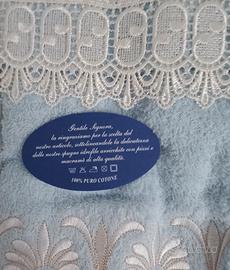 Gentile Signora,
la ringraziamo per la scelta del
nostro articolo, sottolineandole la delicatezza
delle nostre spugne idrofile arricchite con pizzi e
macramè di alta qualità.
100% PURO COTONE